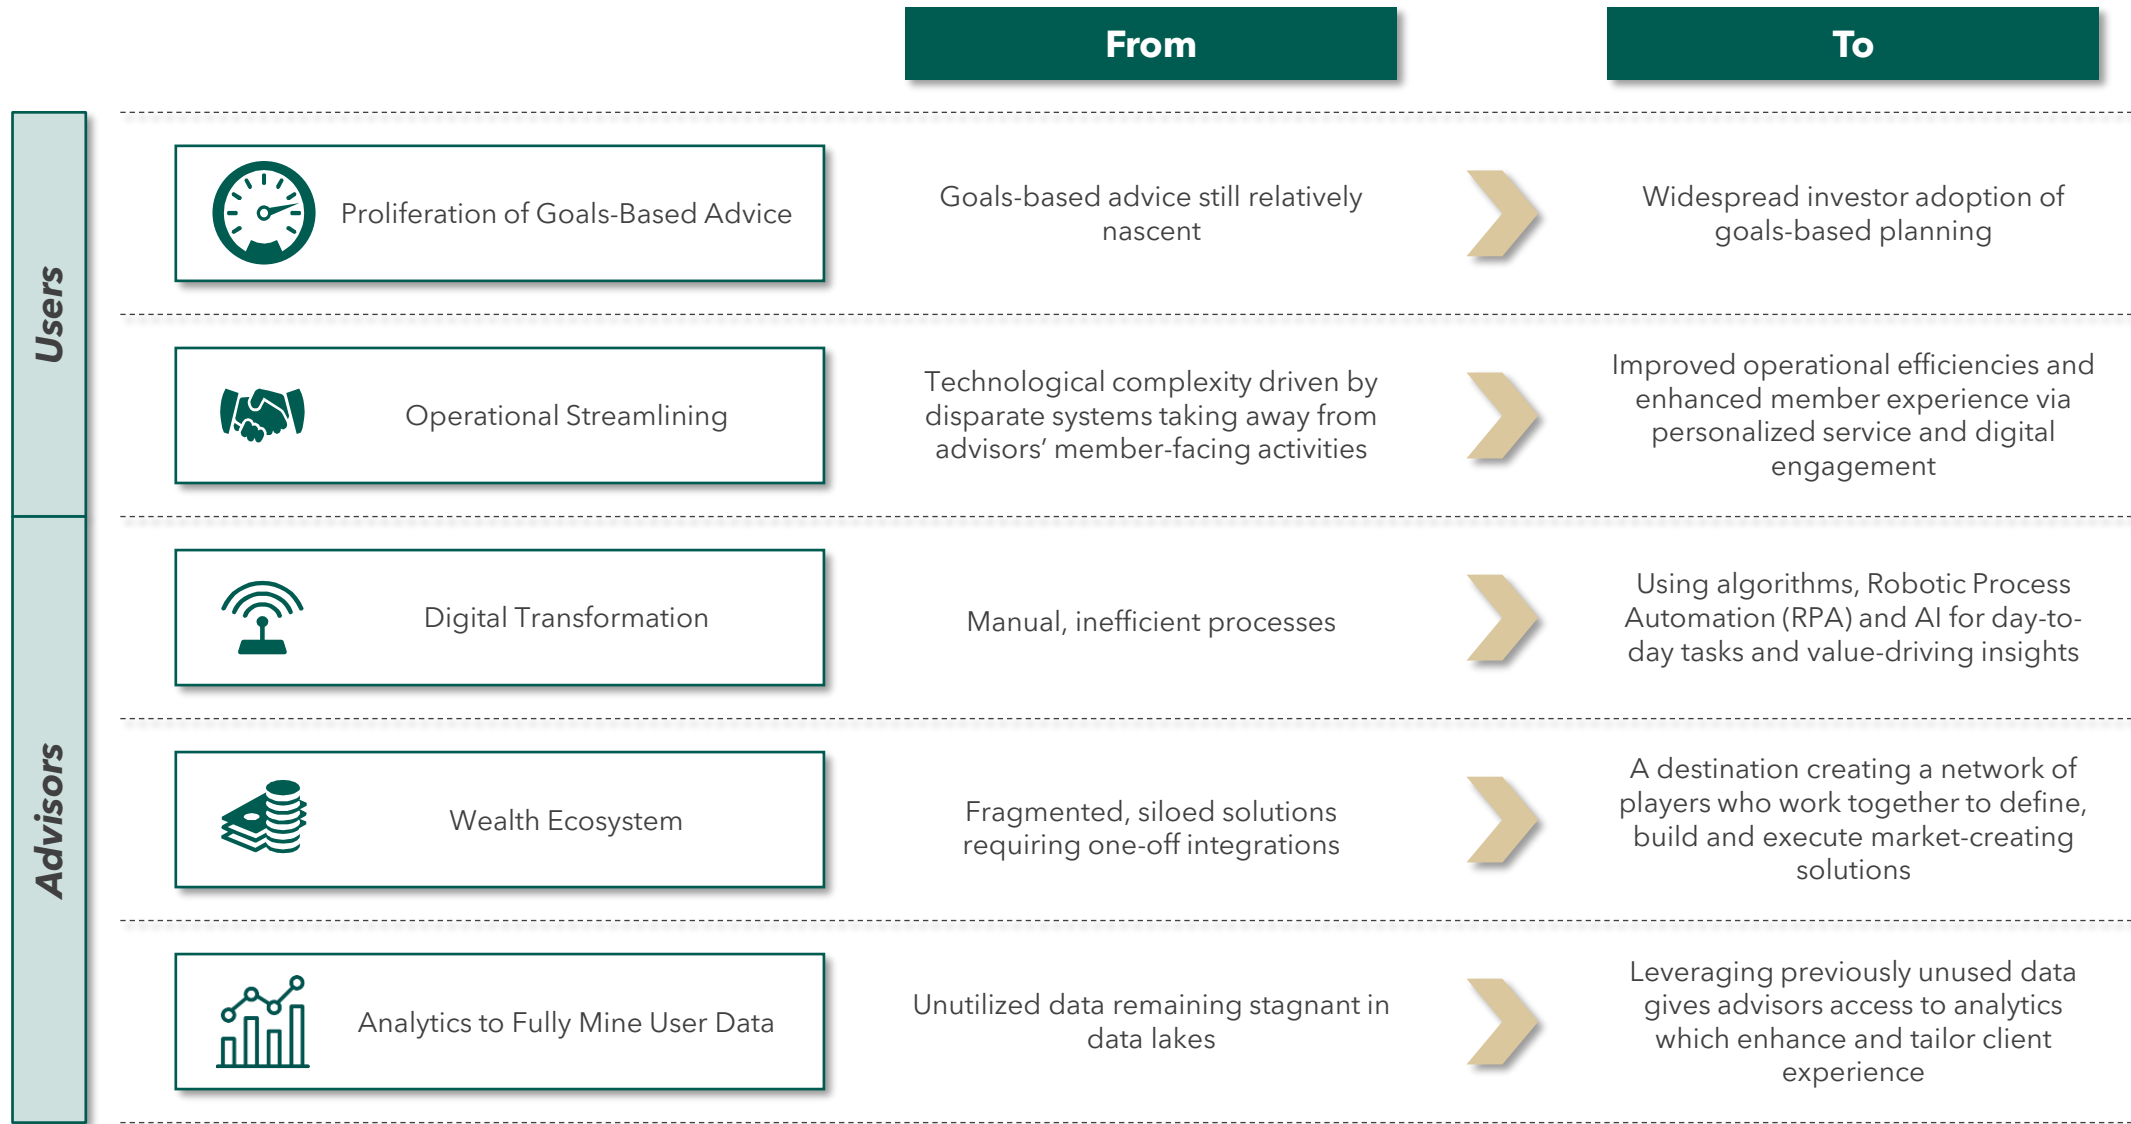 From
To
Users
Proliferation of Goals-Based Advice
Goals-based advice still relatively
nascent
Widespread investor adoption of
goals-based planning
Operational Streamlining
Technological complexity driven by
disparate systems taking away from
advisors’ member-facing activities
Improved operational efficiencies and
enhanced member experience via
personalized service and digital
engagement
Advisors
Digital Transformation
Manual, inefficient processes
Using algorithms, Robotic Process
Automation (RPA) and AI for day-to-
day tasks and value-driving insights
Wealth Ecosystem
Fragmented, siloed solutions
requiring one-off integrations
A destination creating a network of
players who work together to define,
build and execute market-creating
solutions
Analytics to Fully Mine User Data
Unutilized data remaining stagnant in
data lakes
Leveraging previously unused data
gives advisors access to analytics
which enhance and tailor client
experience